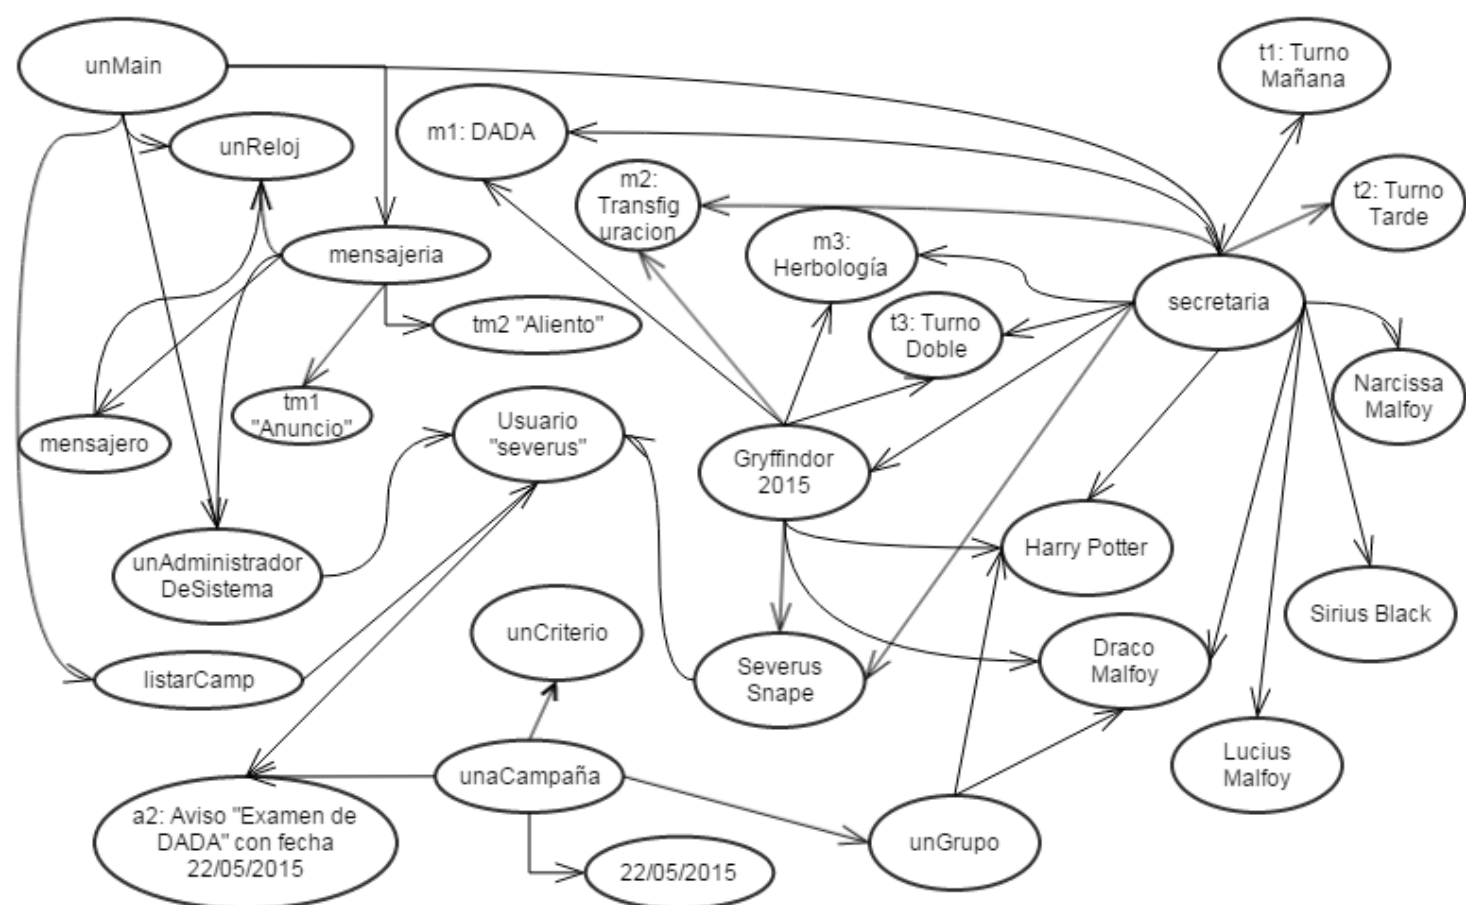 unMain
t1: Turno
Mañana
m1: DADA
unReloj
m2:
Transfig
uracion
t2: Turno
Tarde
m3:
Herbología
mensajeria
secretaria
tm2 "Aliento"
t3: Turno
Doble
Narcissa
Malfoy
tm1
"Anuncio"
mensajero
Usuario
"severus"
Gryffindor
2015
Harry Potter
unAdministrador
DeSistema
Sirius Black
unCriterio
Draco
Malfoy
listarCamp
Severus
Snape
Lucius
Malfoy
unaCampaña
a2: Aviso "Examen de
DADA" con fecha
22/05/2015
unGrupo
22/05/2015